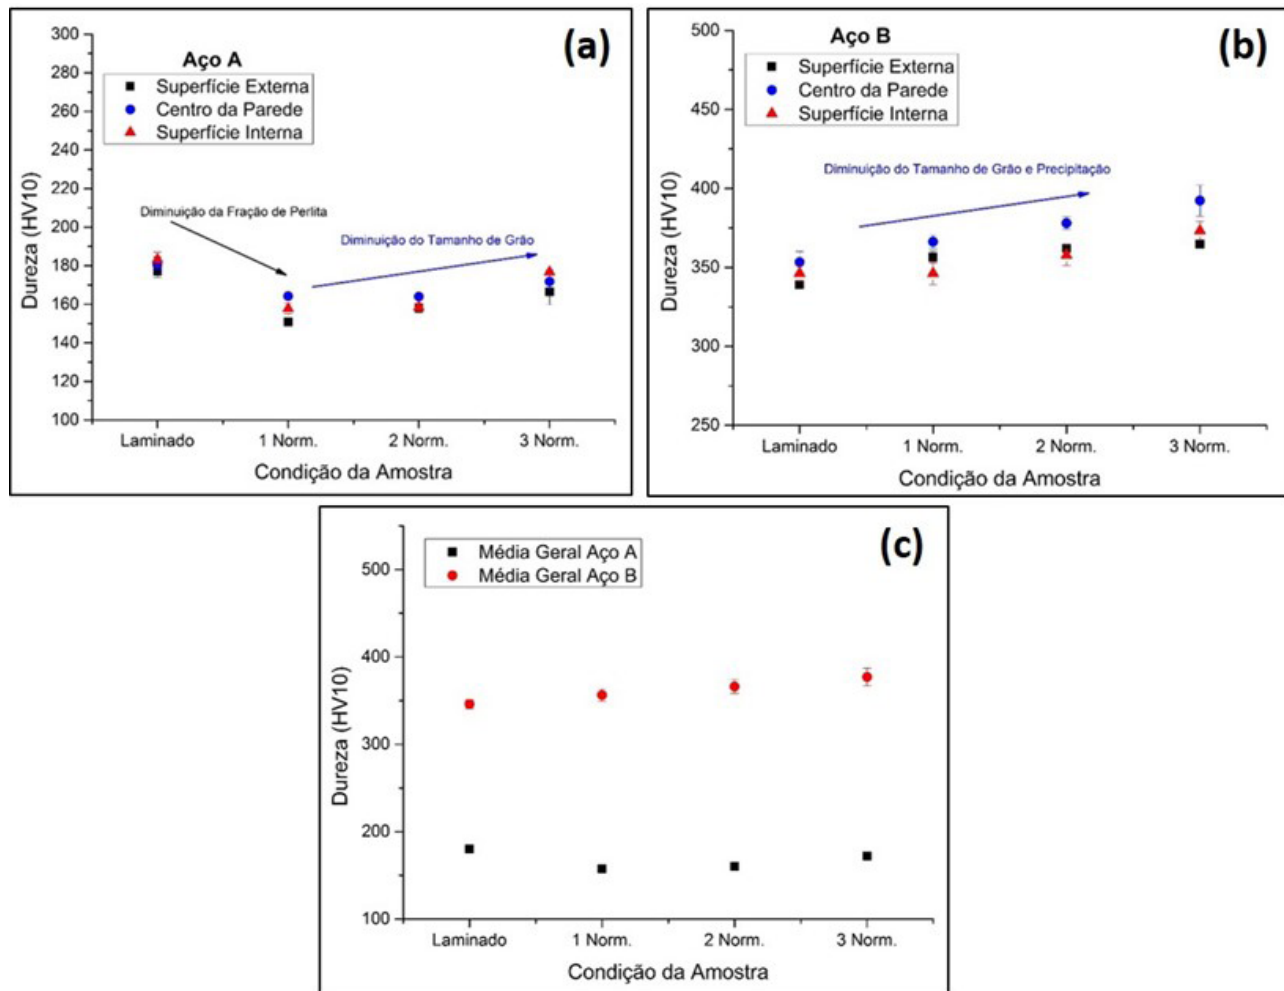 (a)
Aço A
Superfície Externa
Centro da Parede
Superfície Interna
300
280
260
240
220
200
180
160
140
120
100
Dureza (HV10)
Diminuição da Fração de Perlita
Diminuição do Tamanho de Grão
Laminado 1 Norm. 2 Norm. 3 Norm.
Condição da Amostra
(b)
Aço B
Superfície Externa
Centro da Parede
Superfície Interna
500
450
400
350
300
250
Dureza (HV10)
Diminuição do Tamanho de Grão e Precipitação
Laminado 1 Norm. 2 Norm. 3 Norm.
Condição da Amostra
(c)
Média Geral Aço A
Média Geral Aço B
500
400
300
200
100
Dureza (HV10)
Laminado 1 Norm. 2 Norm. 3 Norm.
Condição da Amostra